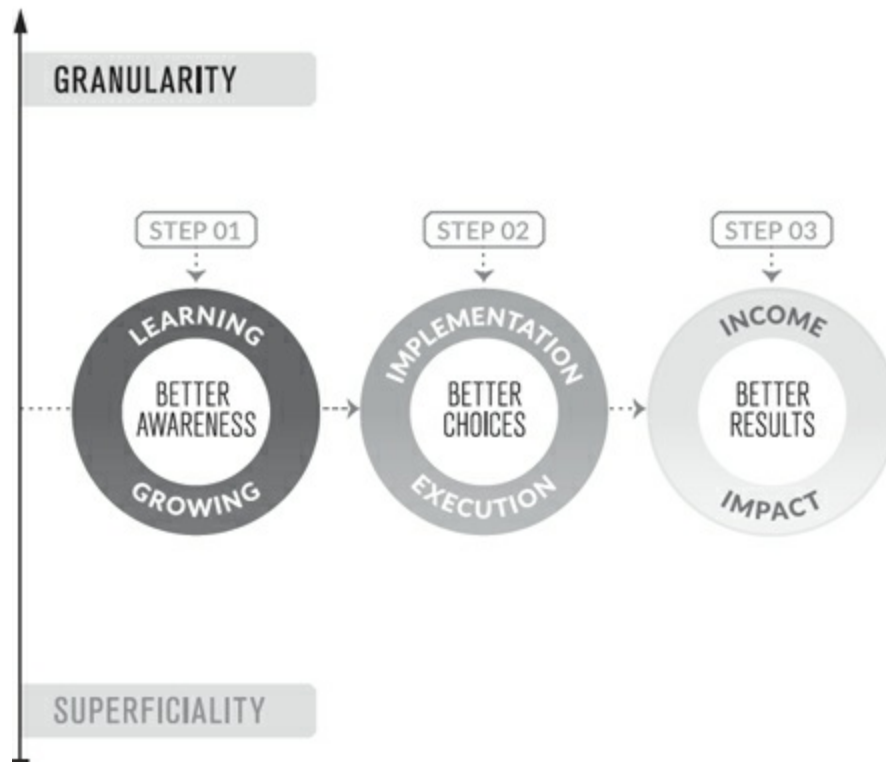 GRANULARITY
STEP 01
STEP 02
STEP 03
LEARNING
BETTER
AWARENESS
GROWING
IMPLEMENTATION
BETTER
CHOICES
EXECUTION
INCOME
BETTER
RESULTS
IMPACT
SUPERFICIALITY